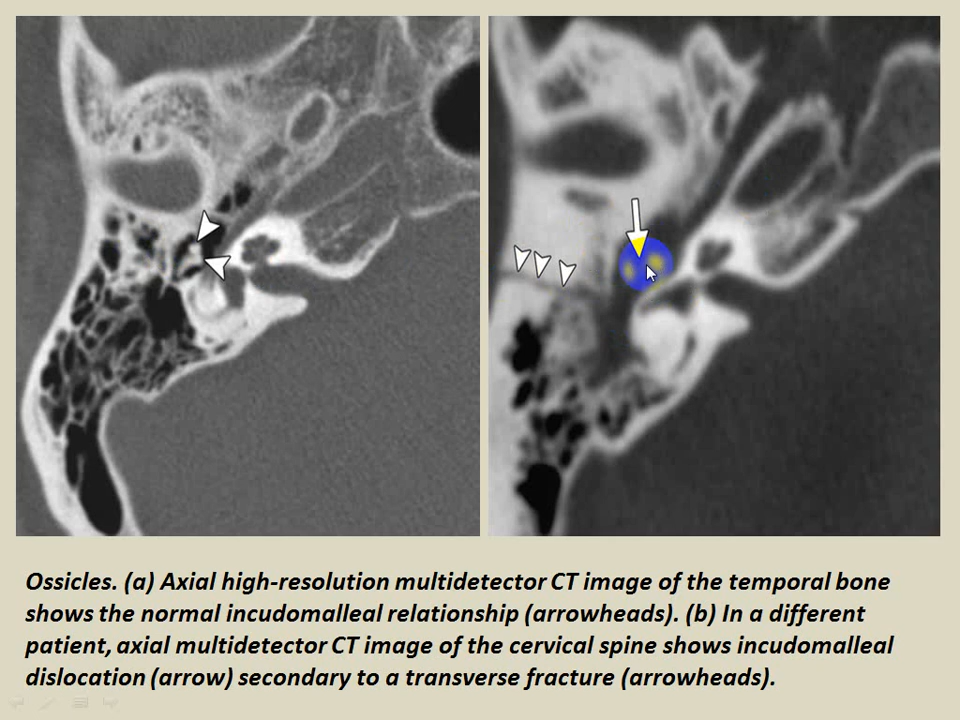 Ossicles. (a) Axial high-resolution multidetector CT image of the temporal bone
shows the normal incudomalleal relationship (arrowheads). (b) In a different
patient, axial multidetector CT image of the cervical spine shows incudomalleal
dislocation (arrow) secondary to a transverse fracture (arrowheads).